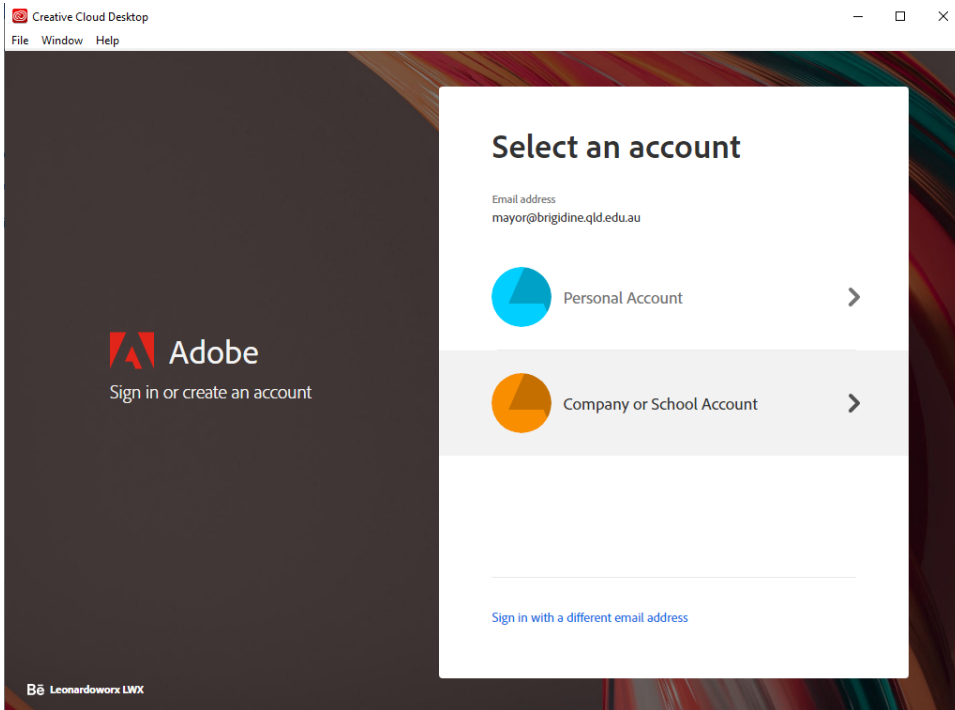 Creative Cloud Desktop
File Window Help
Select an account
Email address
mayor@brigidine.qld.edu.au
Personal Account
Adobe
Sign in or create an account
Company or School Account
Sign in with a different email address
Bē Leonardoworx LWX